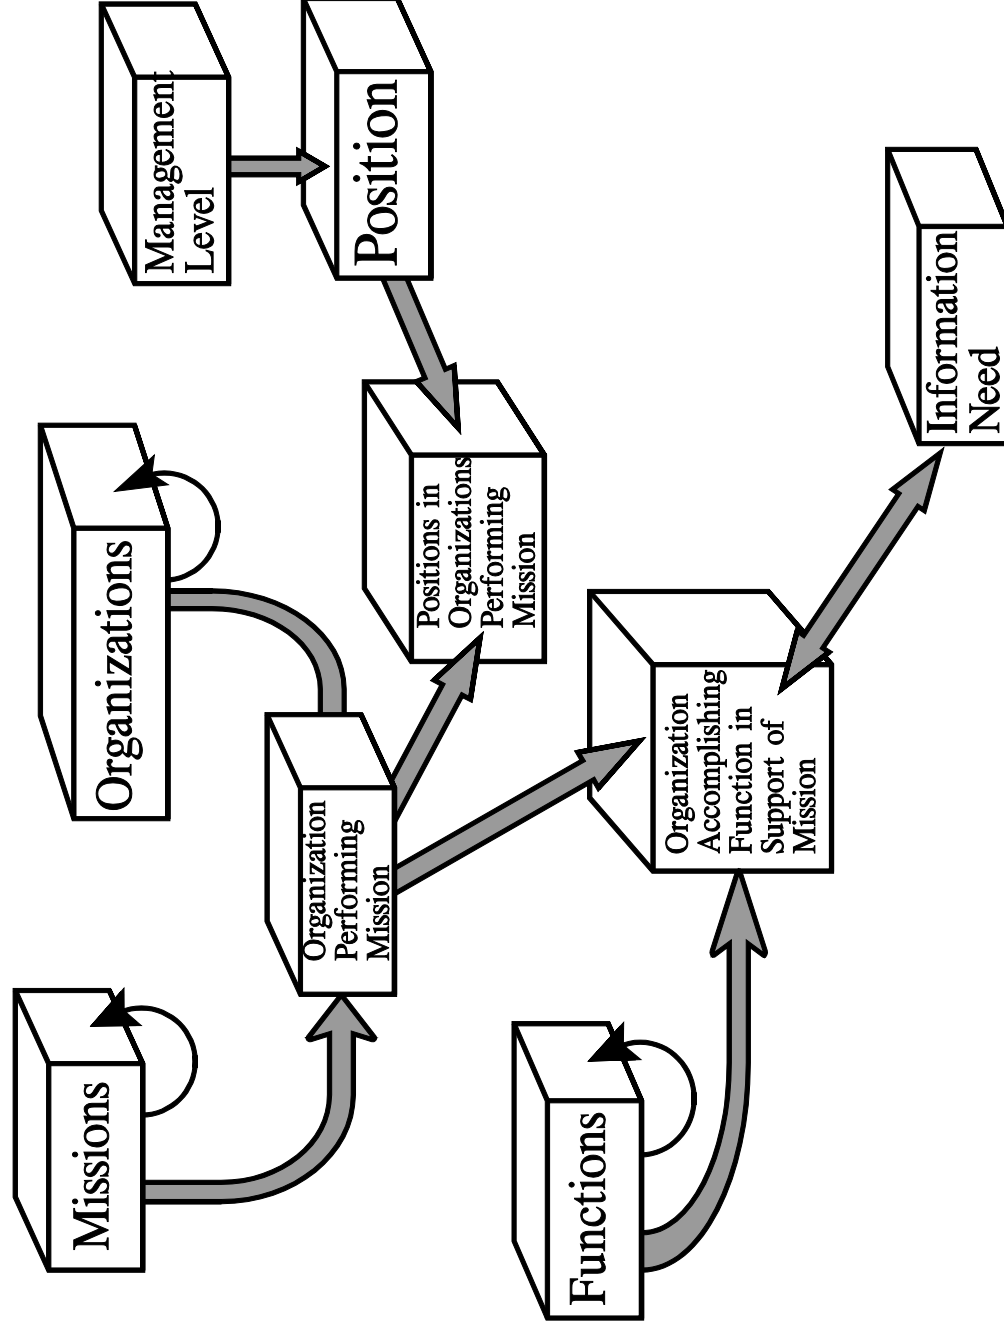 Missions
Organizations
Management
Level
Organization
Performing
Mission
Position
Positions in
Organizations
Performing
Mission
Functions
Organization
Accomplishing
Function in
Support of
Mission
Information
Need